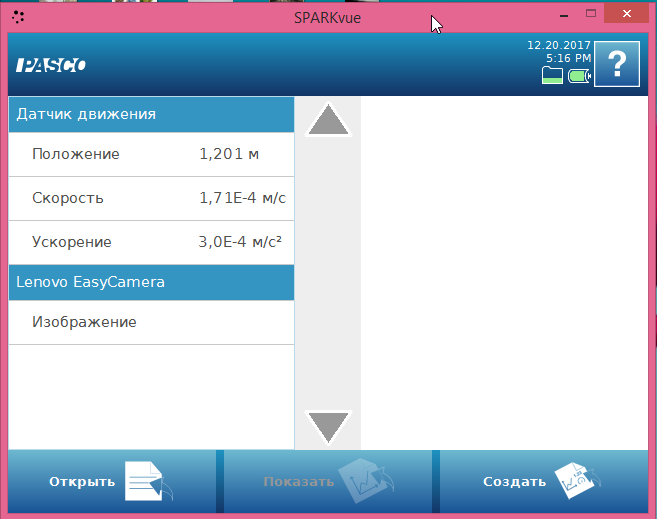 SPARKvue
PASCO
12.20.2017
5:16 PM
?
Датчик движения
Положение 1,201 м
Скорость 1,71E-4 м/с
Ускорение 3,0E-4 м/с²
Lenovo EasyCamera
Изображение
Открыть
Показать
Создать